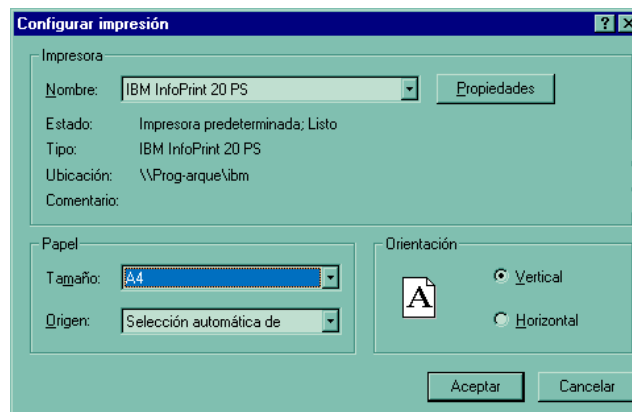 Configurar impresión
Impresora
Nombre: IBM InfoPrint 20 PS Propiedades
Estado: Impresora predeterminada; Listo
Tipo: IBM InfoPrint 20 PS
Ubicación: \\Prog-arque\ibm
Comentario:
Papel
Tamaño: A4
Origen: Selección automática de
Orientación
A
Vertical
Horizontal
Aceptar Cancelar